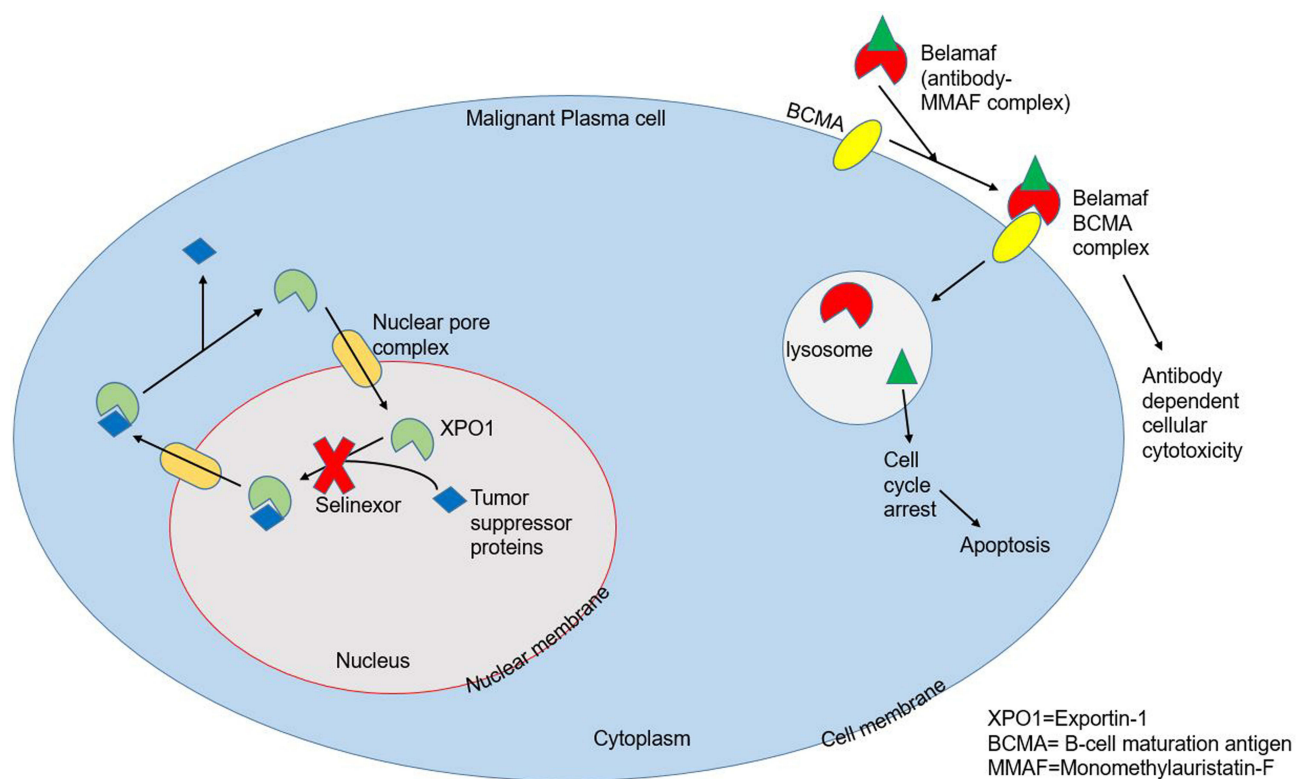 Belamaf
(antibody-
MMAF complex)
BCMA
Malignant Plasma cell
Belamaf
BCMA
complex
Nuclear pore
complex
lysosome
Antibody
dependent
cellular
cytotoxicity
XPO1
Cell
cycle
arrest
Selinexor
Tumor
suppressor
proteins
Apoptosis
Nucleus
Nuclear membrane
Cytoplasm
Cell membrane
XPO1=Exportin-1
BCMA= B-cell maturation antigen
MMAF=Monomethylauristatin-F